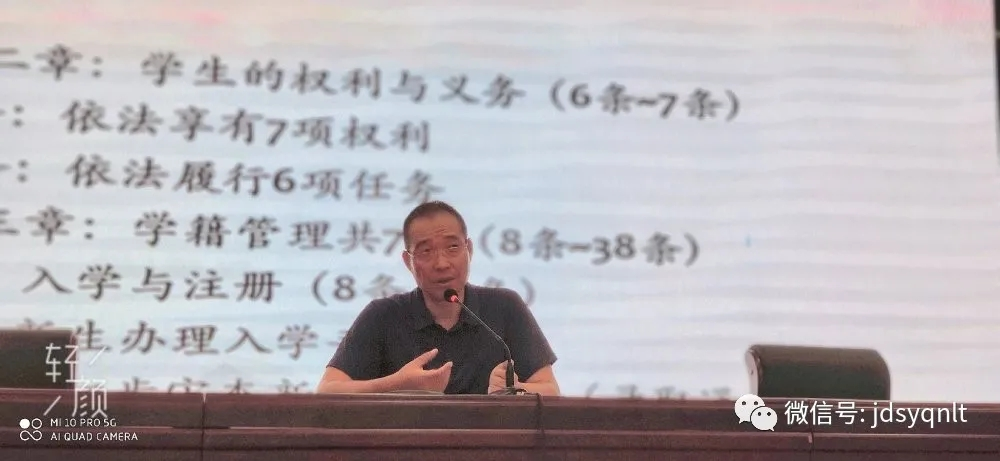 二章：学生的权利与义务（6条~7条）
：依法享有7项权利
：依法履行6项任务
三章：学籍管理共7 （8条~38条）
入学与注册（8条 ）
生办理入学
轻
颜
MI 10 PRO 5G
AI QUAD CAMERA
微信号: jdsyqnlt